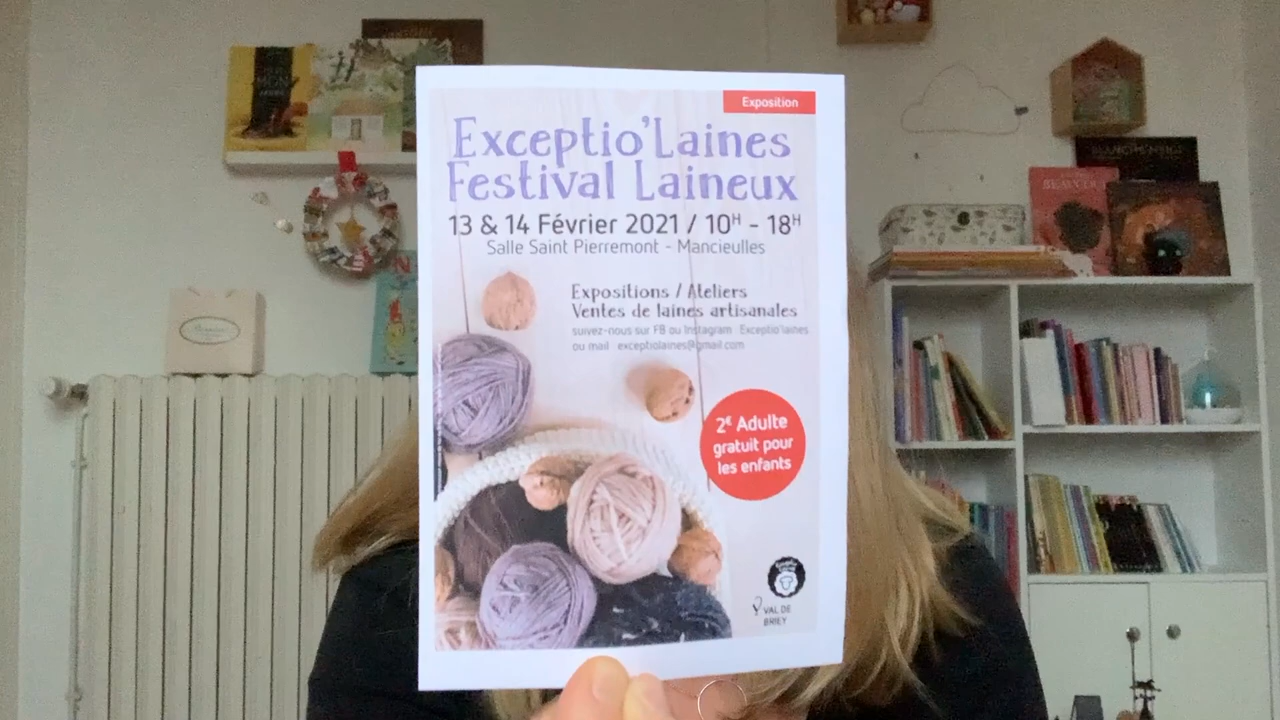 Exposition
Exceptio'Laines
Festival Laineux
13 & 14 Février 2021 / 10H - 18H
Salle Saint Pierremont - Mancieulles
Expositions / Ateliers
Ventes de laines artisanales
suivez-nous sur FB ou Instagram Exceptio'laines
ou mail exceptiolaines@gmail.com
2€ Adulte
gratuit pour
les enfants
VAL DE
BRIEY